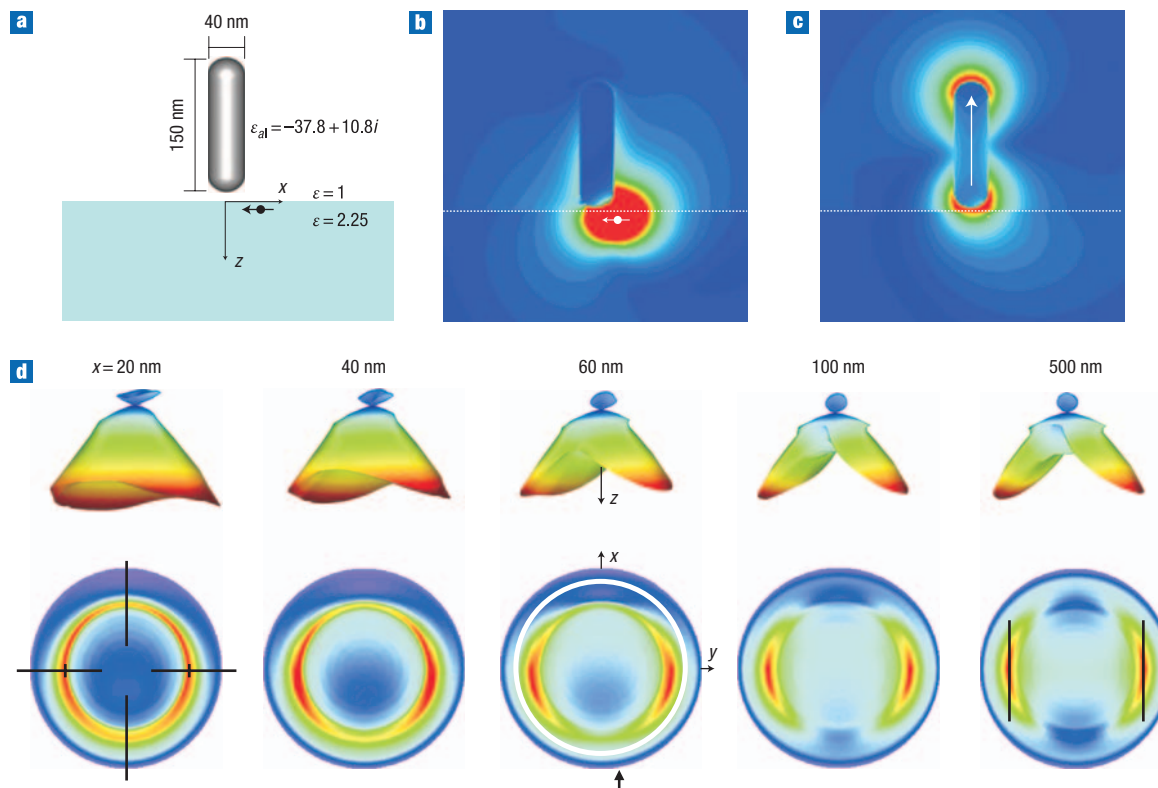 a
40 nm
150 nm
εal = −37.8 + 10.8i
x
ε = 1
ε = 2.25
z
b
c
d
x = 20 nm
40 nm
60 nm
100 nm
500 nm
z
x
y